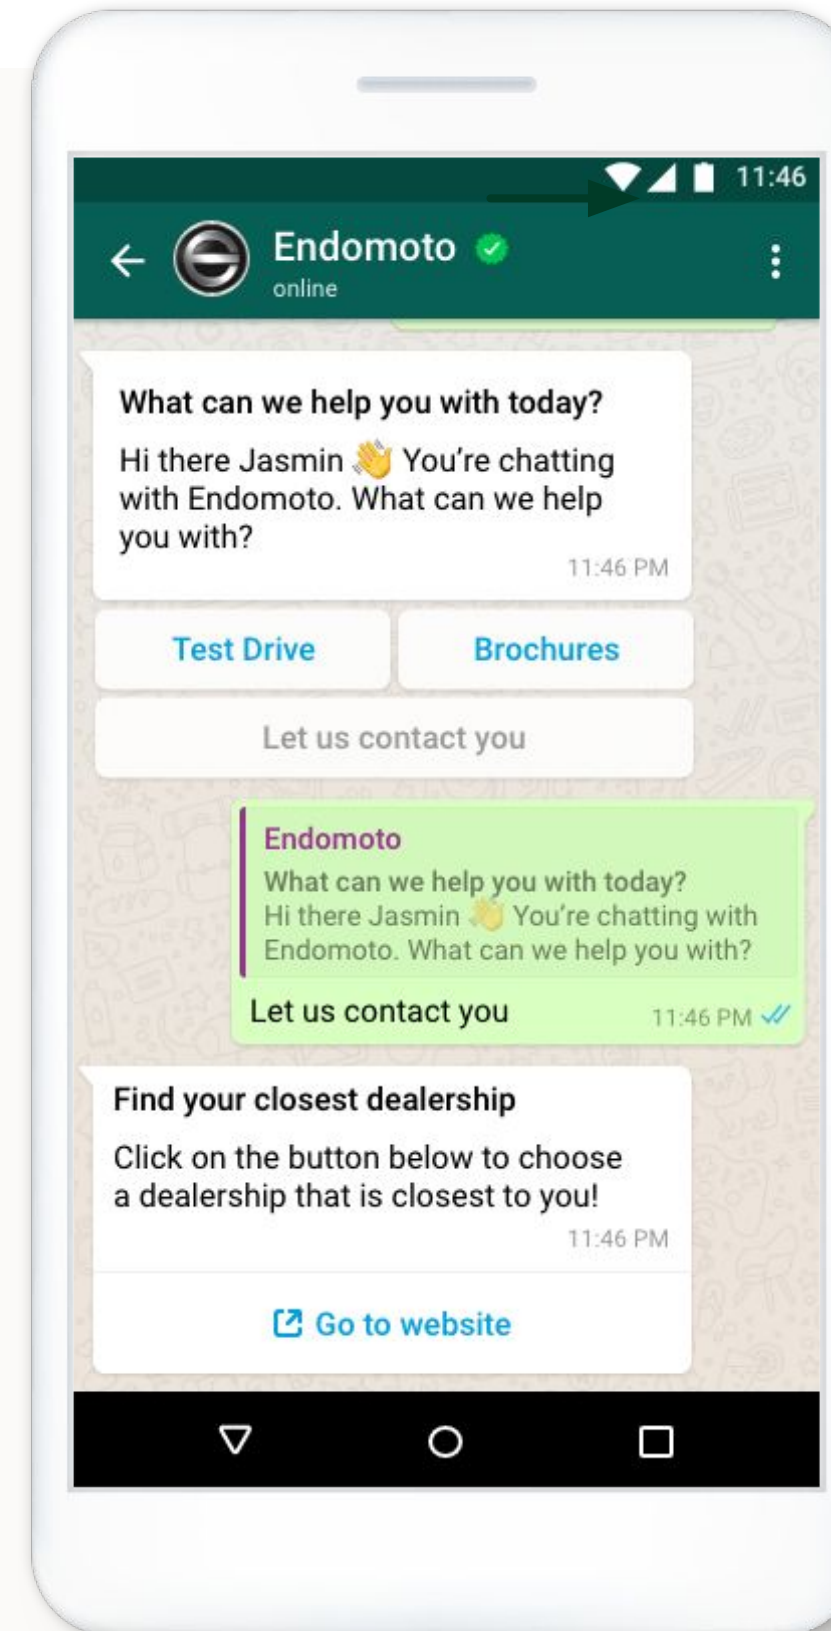 11:46
Endomoto
online
What can we help you with today?
Hi there Jasmin 👋 You’re chatting
with Endomoto. What can we help
you with?
11:46 PM
Test Drive
Brochures
Let us contact you
Endomoto
What can we help you with today?
Hi there Jasmin 👋 You’re chatting with
Endomoto. What can we help you with?
Let us contact you
11:46 PM
Find your closest dealership
Click on the button below to choose
a dealership that is closest to you!
11:46 PM
Go to website